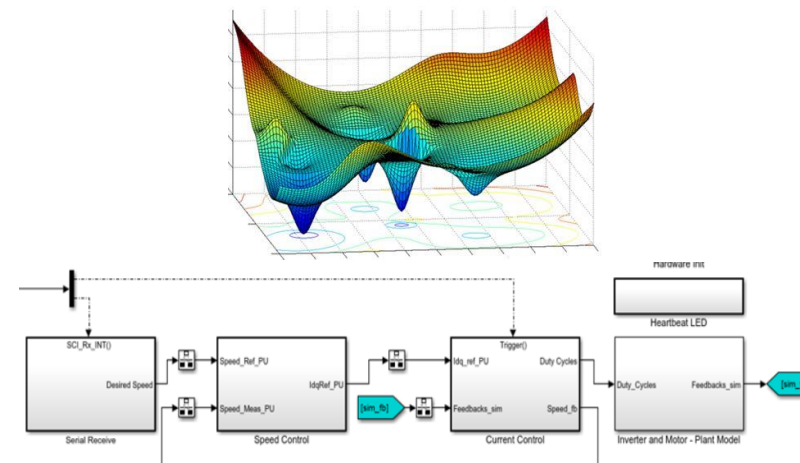 Hardware Init
Heartbeat LED
SCI_Rx_INT()
Desired Speed
Serial Receive
Speed_Ref_PU
IdqRef_PU
Speed_Meas_PU
Speed Control
[sim_fb]
Trigger()
Idq_ref_PU
Duty Cycles
Feedbacks_sim
Speed_fb
Current Control
Duty_Cycles
Feedbacks_sim
Inverter and Motor - Plant Model
[sim_